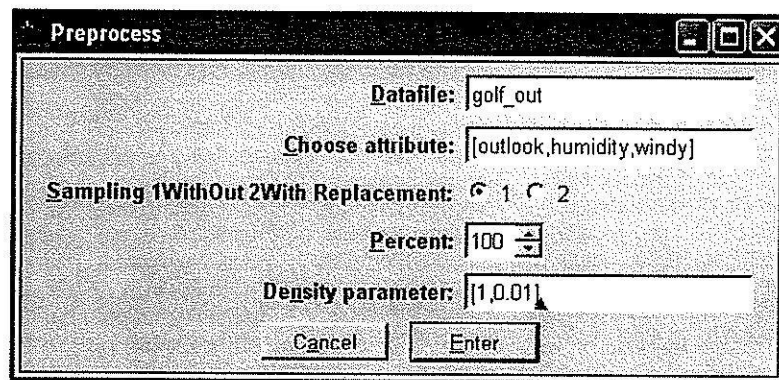 Preprocess
Datafile: golf_out
Choose attribute: [outlook,humidity,windy]
Sampling 1WithOut 2With Replacement: 1 2
Percent: 100
Density parameter: [1,0.01]
Cancel Enter